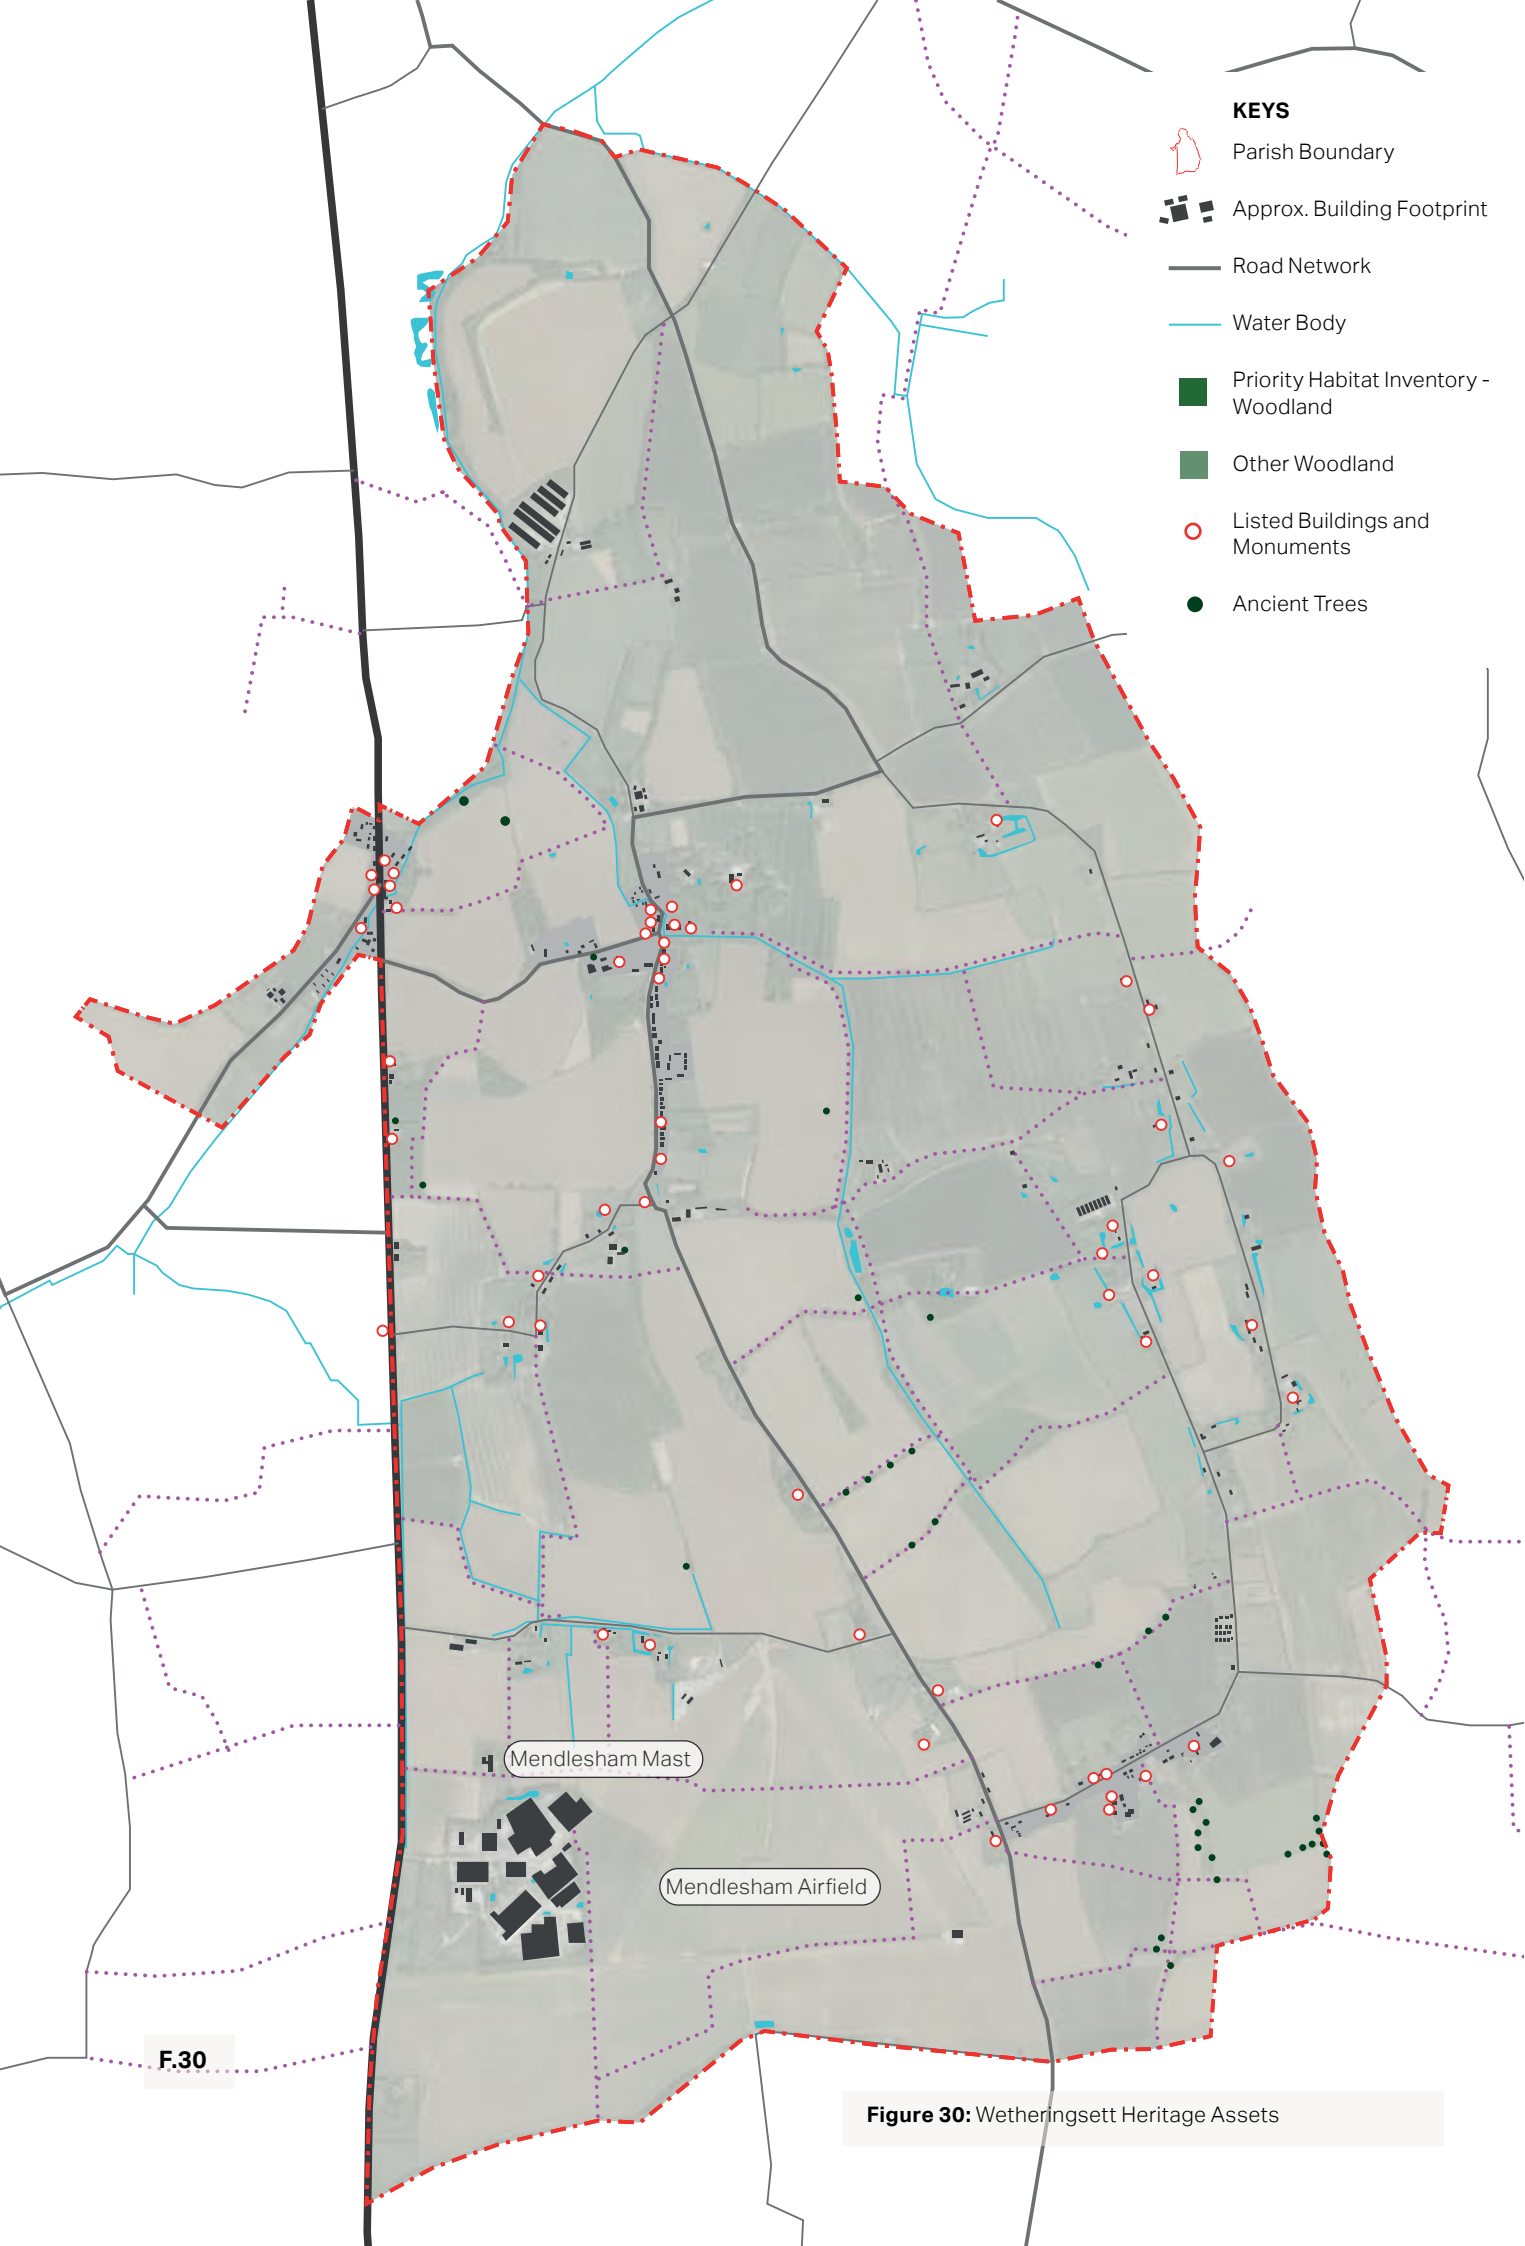 KEYS
Parish Boundary
Approx. Building Footprint
Road Network
Water Body
Priority Habitat Inventory -
Woodland
Other Woodland
Listed Buildings and
Monuments
Ancient Trees
Mendlesham Mast
Mendlesham Airfield
F.30
Figure 30: Wetheringsett Heritage Assets